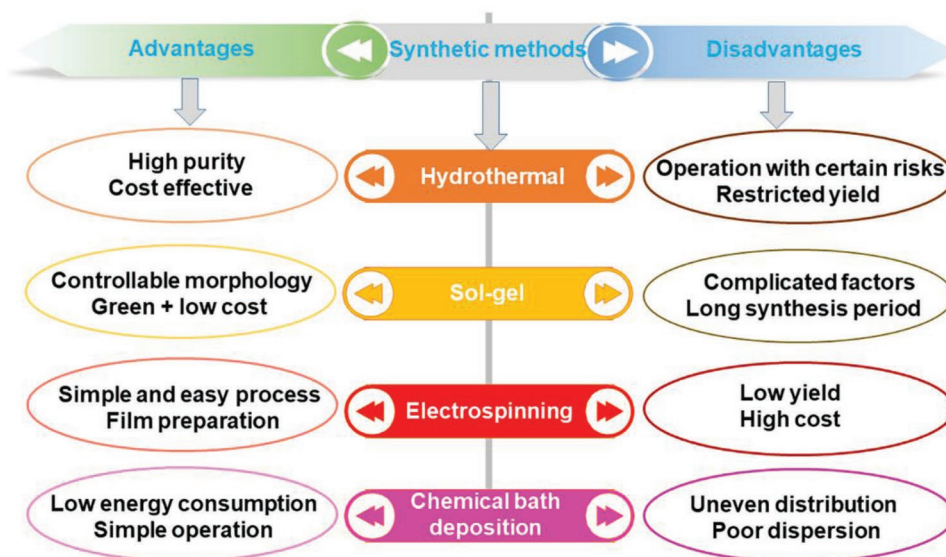 Advantages
Synthetic methods
Disadvantages
High purity
Cost effective
Hydrothermal
Operation with certain risks
Restricted yield
Controllable morphology
Green + low cost
Sol-gel
Complicated factors
Long synthesis period
Simple and easy process
Film preparation
Electrospinning
Low yield
High cost
Low energy consumption
Simple operation
Chemical bath
deposition
Uneven distribution
Poor dispersion